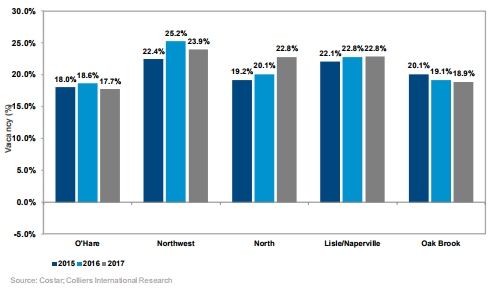 30.0%
25.0%
20.0%
15.0%
10.0%
5.0%
0.0%
-5.0%
Vacancy (%)
18.0% 18.6% 17.7%
22.4% 25.2% 23.9%
19.2% 20.1% 22.8%
22.1% 22.8% 22.8%
20.1% 19.1% 18.9%
O'Hare Northwest North Lisle/Naperville Oak Brook
2015 2016 2017
Source: Costar; Colliers International Research